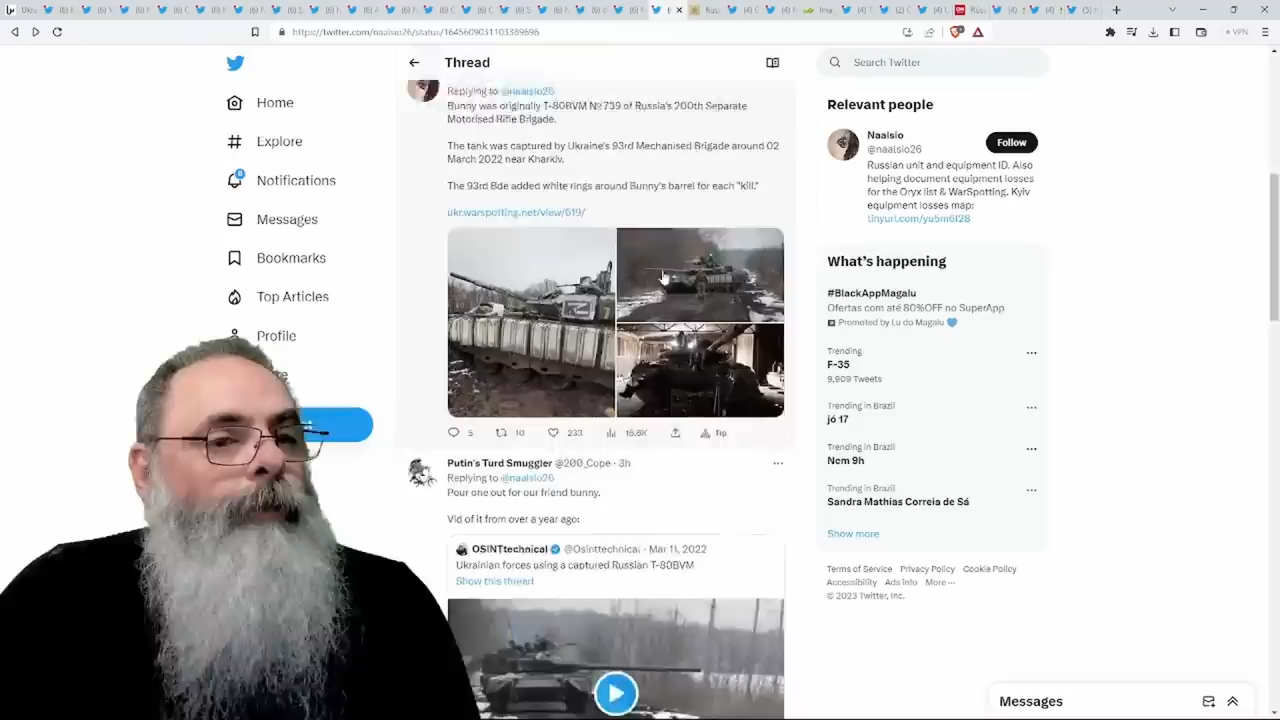 https://twitter.com/naalsio26/status/1645609031103389696
VPN
Home
Explore
8
Notifications
Messages
Bookmarks
Top Articles
Profile
Thread
Replying to @naalsio26
Bunny was originally T-80BVM № 739 of Russia's 200th Separate
Motorised Rifle Brigade.
The tank was captured by Ukraine's 93rd Mechanised Brigade around 02
March 2022 near Kharkiv.
The 93rd Bde added white rings around Bunny's barrel for each "kill."
ukr.warspotting.net/view/619/
5
10
233
Tip
Putin's Turd Smuggler @200_Cope · 3h
Replying to @naalsio26
Pour one out for our friend bunny.
Vid of it from over a year ago:
OSINTtechnical @Osinttechnical · Mar 11, 2022
Ukrainian forces using a captured Russian T-80BVM
Show this thread
Search Twitter
Relevant people
Naalsio
@naalsio26
Follow
Russian unit and equipment ID. Also
helping document equipment losses
for the Oryx list & WarSpotting. Kyiv
equipment losses map:
tinyurl.com/yu5m6f28
What's happening
#BlackAppMagalu
Ofertas com até 80%OFF no SuperApp
Promoted by Lu do Magalu
Trending
F-35
9,909 Tweets
Trending in Brazil
jó 17
Trending in Brazil
Nem 9h
Trending in Brazil
Sandra Mathias Correia de Sá
Show more
Terms of Service Privacy Policy Cookie Policy
Accessibility Ads info More ...
© 2023 Twitter, Inc.
Messages